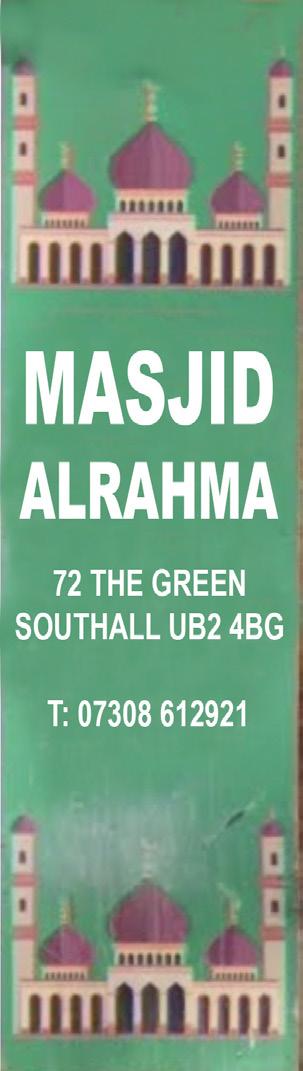 MASJID
ALRAHMA
72 THE GREEN
SOUTHALL UB2 4BG
T: 07308 612921